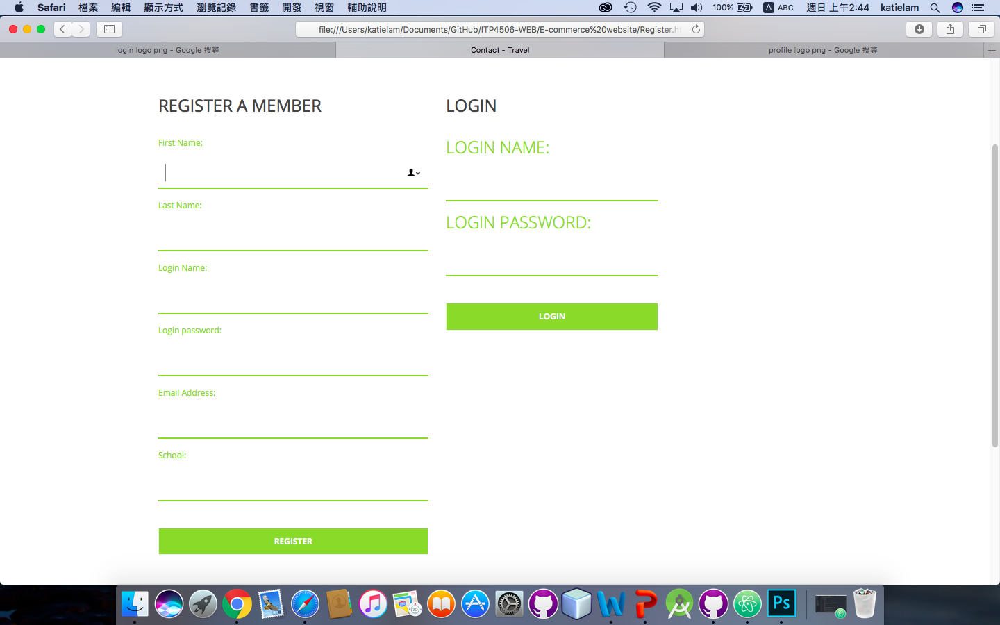 Safari 檔案 編輯 顯示方式 瀏覽記錄 書籤 開發 視窗 輔助說明 100% A ABC 週日 上午2:44 katielam
file:///Users/katielam/Documents/GitHub/ITP4506-WEB/E-commerce%20website/Register.h
login logo png - Google 搜尋 Contact - Travel profile logo png - Google 搜尋
REGISTER A MEMBER
First Name:
Last Name:
Login Name:
Login password:
Email Address:
School:
REGISTER
LOGIN
LOGIN NAME:
LOGIN PASSWORD:
LOGIN
Ps